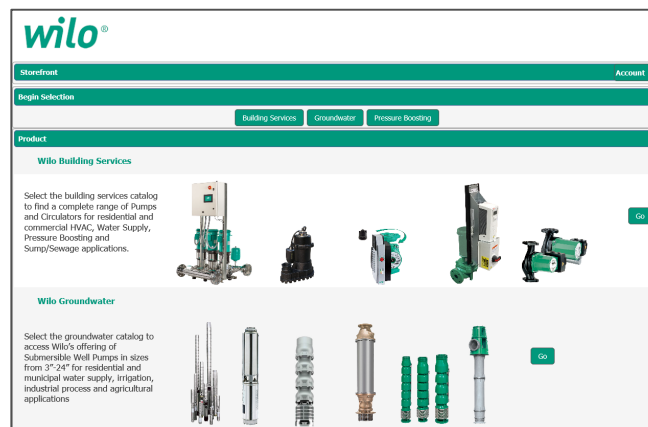 wilo®
Storefront Account
Begin Selection
Building Services Groundwater Pressure Boosting
Product
Wilo Building Services
Select the building services catalog
to find a complete range of Pumps
and Circulators for residential and
commercial HVAC, Water Supply,
Pressure Boosting and
Sump/Sewage applications.
Go
Wilo Groundwater
Select the groundwater catalog to
access Wilo's offering of
Submersible Well Pumps in sizes
from 3"-24" for residential and
municipal water supply, irrigation,
industrial process and agricultural
applications
Go